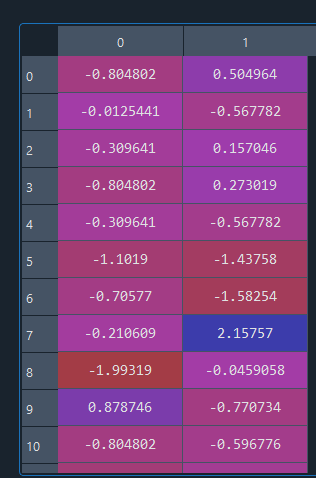 0 1
0 -0.804802 0.504964
1 -0.0125441 -0.567782
2 -0.309641 0.157046
3 -0.804802 0.273019
4 -0.309641 -0.567782
5 -1.1019 -1.43758
6 -0.70577 -1.58254
7 -0.210609 2.15757
8 -1.99319 -0.0459058
9 0.878746 -0.770734
10 -0.804802 -0.596776